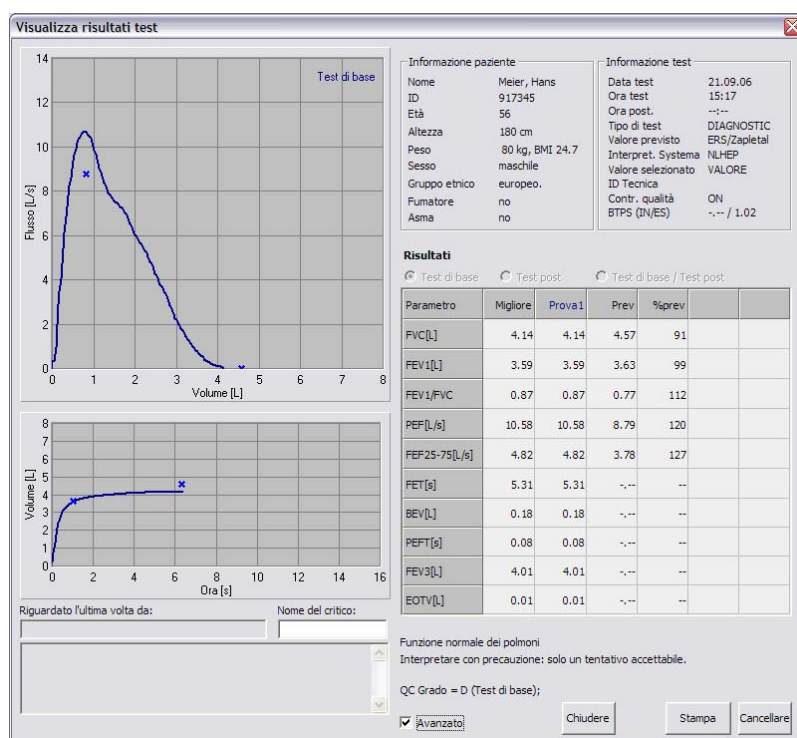 Visualizza risultati test
14
12
10
8
6
4
2
0
Flusso [L/s]
Test di base
0 1 2 3 4 5 6 7 8
Volume [L]
8
7
6
5
4
3
2
1
0
Volume [L]
0 2 4 6 8 10 12 14 16
Ora [s]
Riguardato l'ultima volta da: Nome del critico:
Informazione paziente
Nome Meier, Hans
ID 917345
Età 56
Altezza 180 cm
Peso 80 kg, BMI 24.7
Sesso maschile
Gruppo etnico europeo.
Fumatore no
Asma no
Informazione test
Data test 21.09.06
Ora test 15:17
Ora post. --:--
Tipo di test DIAGNOSTIC
Valore previsto ERS/Zapletal
Interpret. Systema NLHEP
Valore selezionato VALORE
ID Tecnica
Contr. qualità ON
BTPS (IN/ES) -.-- / 1.02
Risultati
Test di base Test post Test di base / Test post
Parametro Migliore Prova1 Prev %prev
FVC[L] 4.14 4.14 4.57 91
FEV1[L] 3.59 3.59 3.63 99
FEV1/FVC 0.87 0.87 0.77 112
PEF[L/s] 10.58 10.58 8.79 120
FEF25-75[L/s] 4.82 4.82 3.78 127
FET[s] 5.31 5.31 -.-- --
BEV[L] 0.18 0.18 -.-- --
PEFT[s] 0.08 0.08 -.-- --
FEV3[L] 4.01 4.01 -.-- --
EOTV[L] 0.01 0.01 -.-- --
Funzione normale dei polmoni
Interpretare con precauzione: solo un tentativo accettabile.
QC Grado = D (Test di base);
Avanzato Chiudere Stampa Cancellare